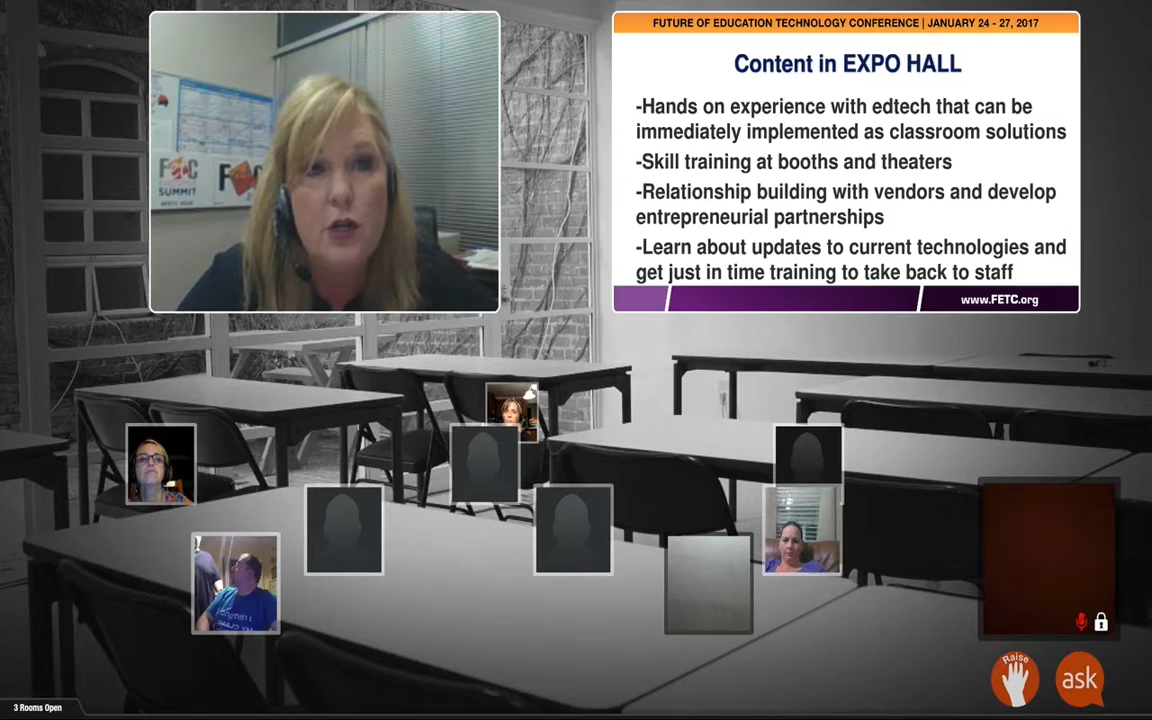 FUTURE OF EDUCATION TECHNOLOGY CONFERENCE | JANUARY 24 - 27, 2017
Content in EXPO HALL
-Hands on experience with edtech that can be
immediately implemented as classroom solutions
-Skill training at booths and theaters
-Relationship building with vendors and develop
entrepreneurial partnerships
-Learn about updates to current technologies and
get just in time training to take back to staff
www.FETC.org
FETC
SUMMIT
Raise
ask
3 Rooms Open